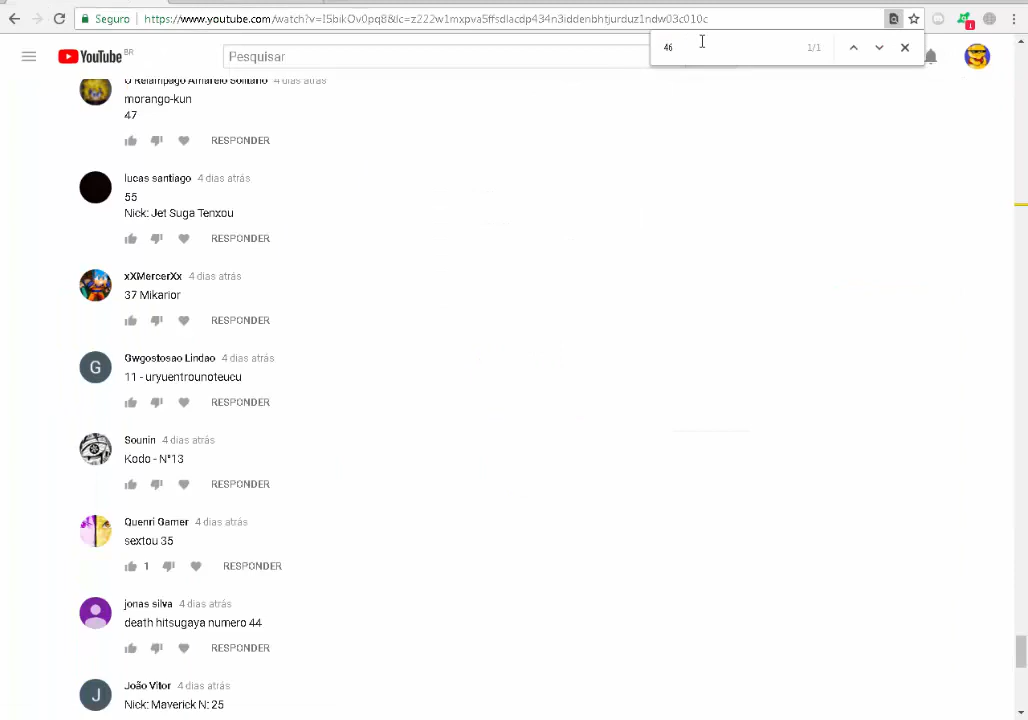 Seguro
https://www.youtube.com/watch?v=I5bikOv0pq8&lc=z222w1mxpva5ffsdlacdp434n3iddenbhtjurduz1ndw03c010c
46
1/1
YouTube BR
Pesquisar
O Relâmpago Amarelo Solitário 4 dias atrás
morango-kun
47
RESPONDER
lucas santiago 4 dias atrás
55
Nick: Jet Suga Tenxou
RESPONDER
xXMercerXx 4 dias atrás
37 Mikarior
RESPONDER
G
Gwgostosao Lindao 4 dias atrás
11 - uryuentrounoteucu
RESPONDER
Sounin 4 dias atrás
Kodo - N°13
RESPONDER
Quenri Gamer 4 dias atrás
sextou 35
1 RESPONDER
jonas silva 4 dias atrás
death hitsugaya numero 44
RESPONDER
J
João Vitor 4 dias atrás
Nick: Maverick N: 25